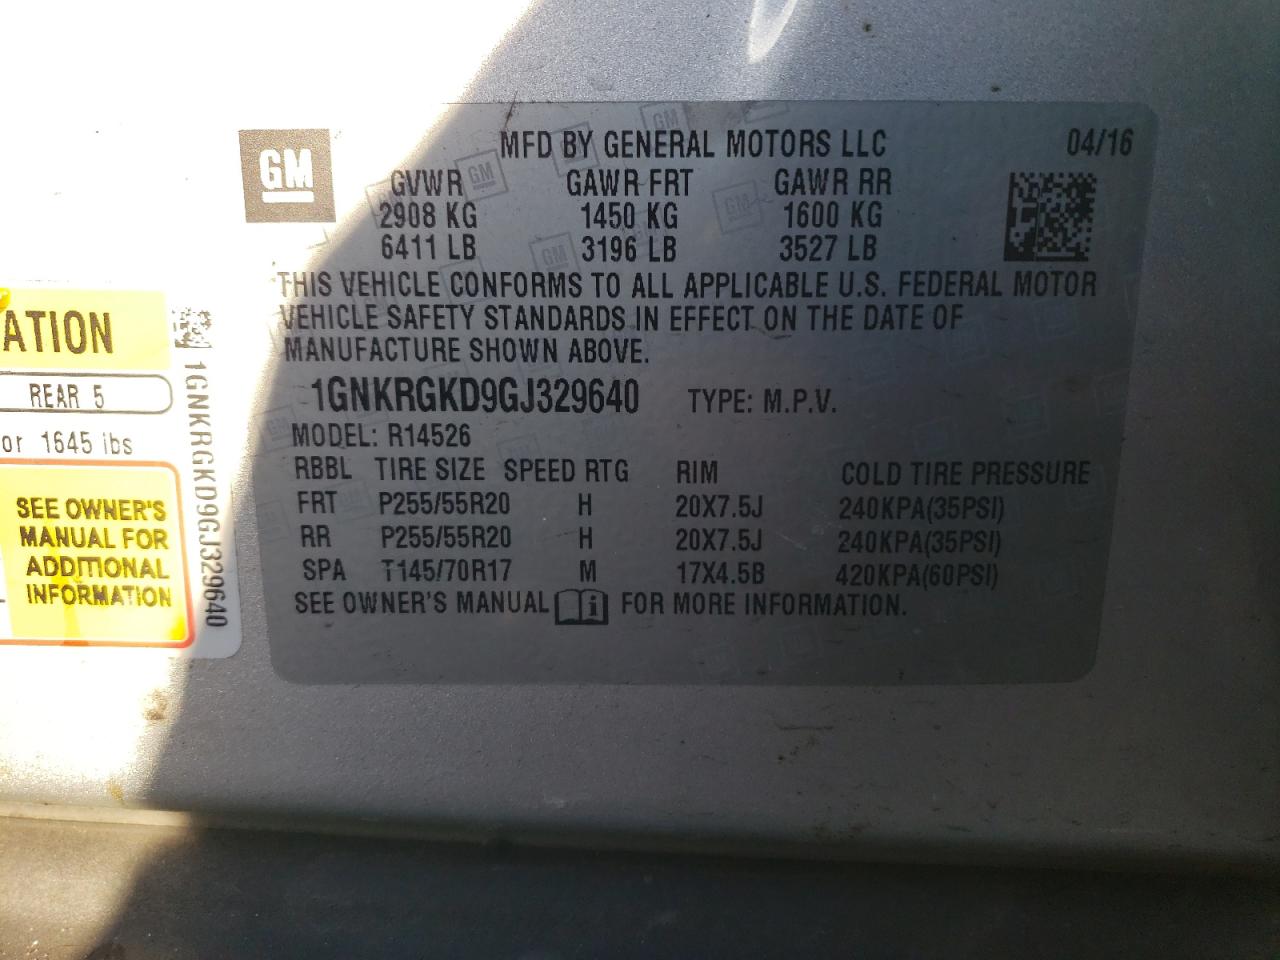 GM
MFD BY GENERAL MOTORS LLC 04/16
GVWR GAWR FRT GAWR RR
2908 KG 1450 KG 1600 KG
6411 LB 3196 LB 3527 LB
THIS VEHICLE CONFORMS TO ALL APPLICABLE U.S. FEDERAL MOTOR
VEHICLE SAFETY STANDARDS IN EFFECT ON THE DATE OF
MANUFACTURE SHOWN ABOVE.
1GNKRGKD9GJ329640 TYPE: M.P.V.
MODEL: R14526
RBBL TIRE SIZE SPEED RTG RIM COLD TIRE PRESSURE
FRT P255/55R20 H 20X7.5J 240KPA(35PSI)
RR P255/55R20 H 20X7.5J 240KPA(35PSI)
SPA T145/70R17 M 17X4.5B 420KPA(60PSI)
SEE OWNER'S MANUAL i FOR MORE INFORMATION.
ATION
REAR 5
or 1645 lbs
SEE OWNER'S
MANUAL FOR
ADDITIONAL
INFORMATION
1GNKRGKD9GJ329640